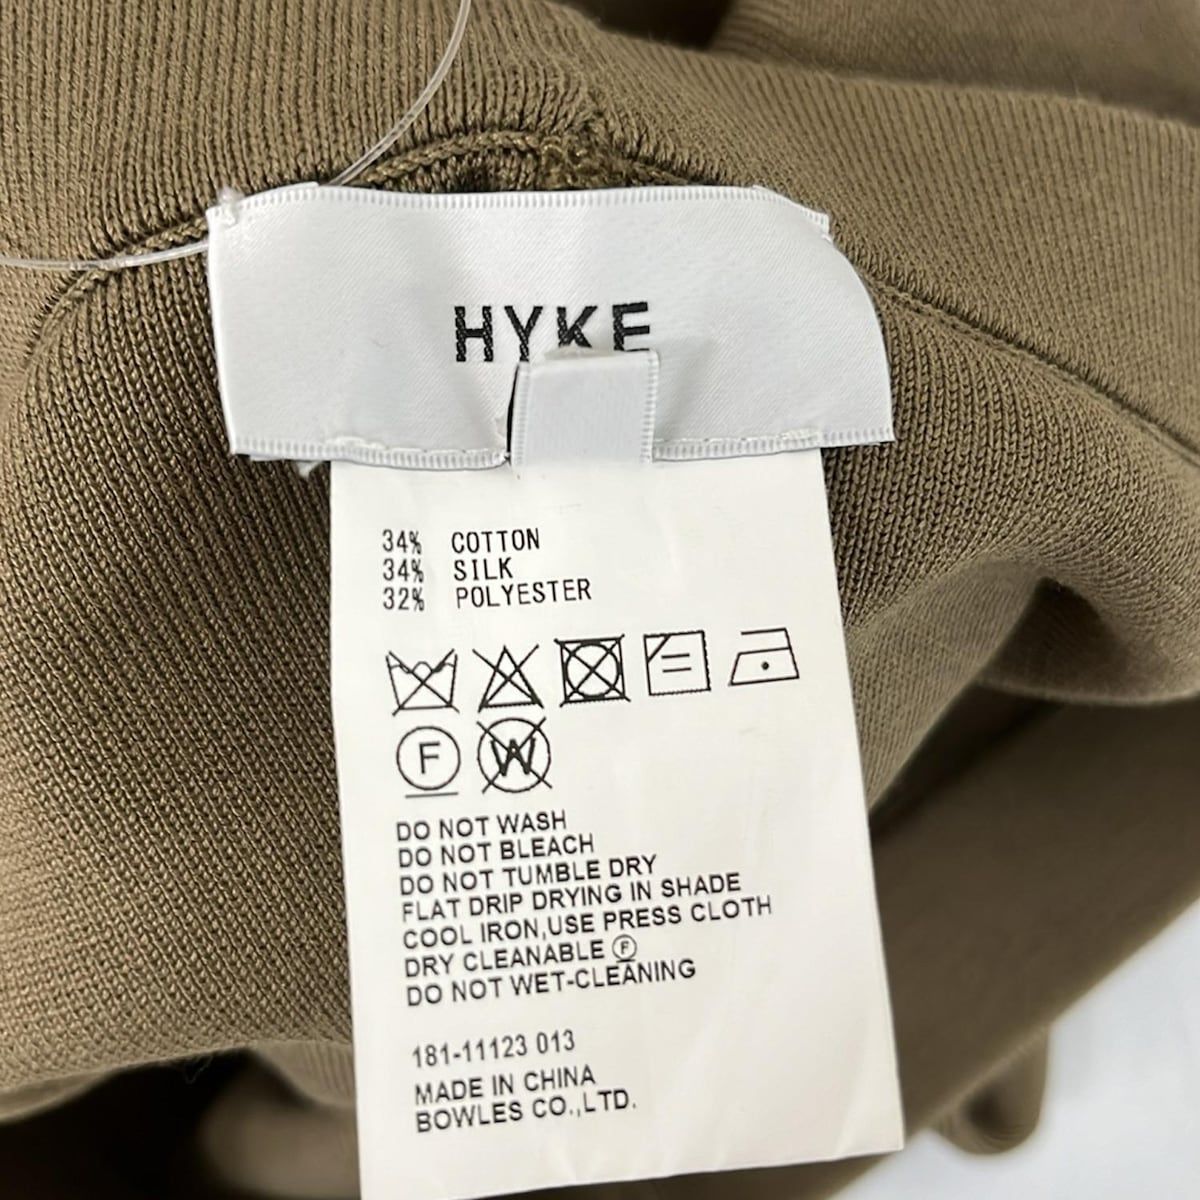 HYKE
34% COTTON
34% SILK
32% POLYESTER
F W
DO NOT WASH
DO NOT BLEACH
DO NOT TUMBLE DRY
FLAT DRIP DRYING IN SHADE
COOL IRON,USE PRESS CLOTH
DRY CLEANABLE Ⓕ
DO NOT WET-CLEANING
181-11123 013
MADE IN CHINA
BOWLES CO.,LTD.